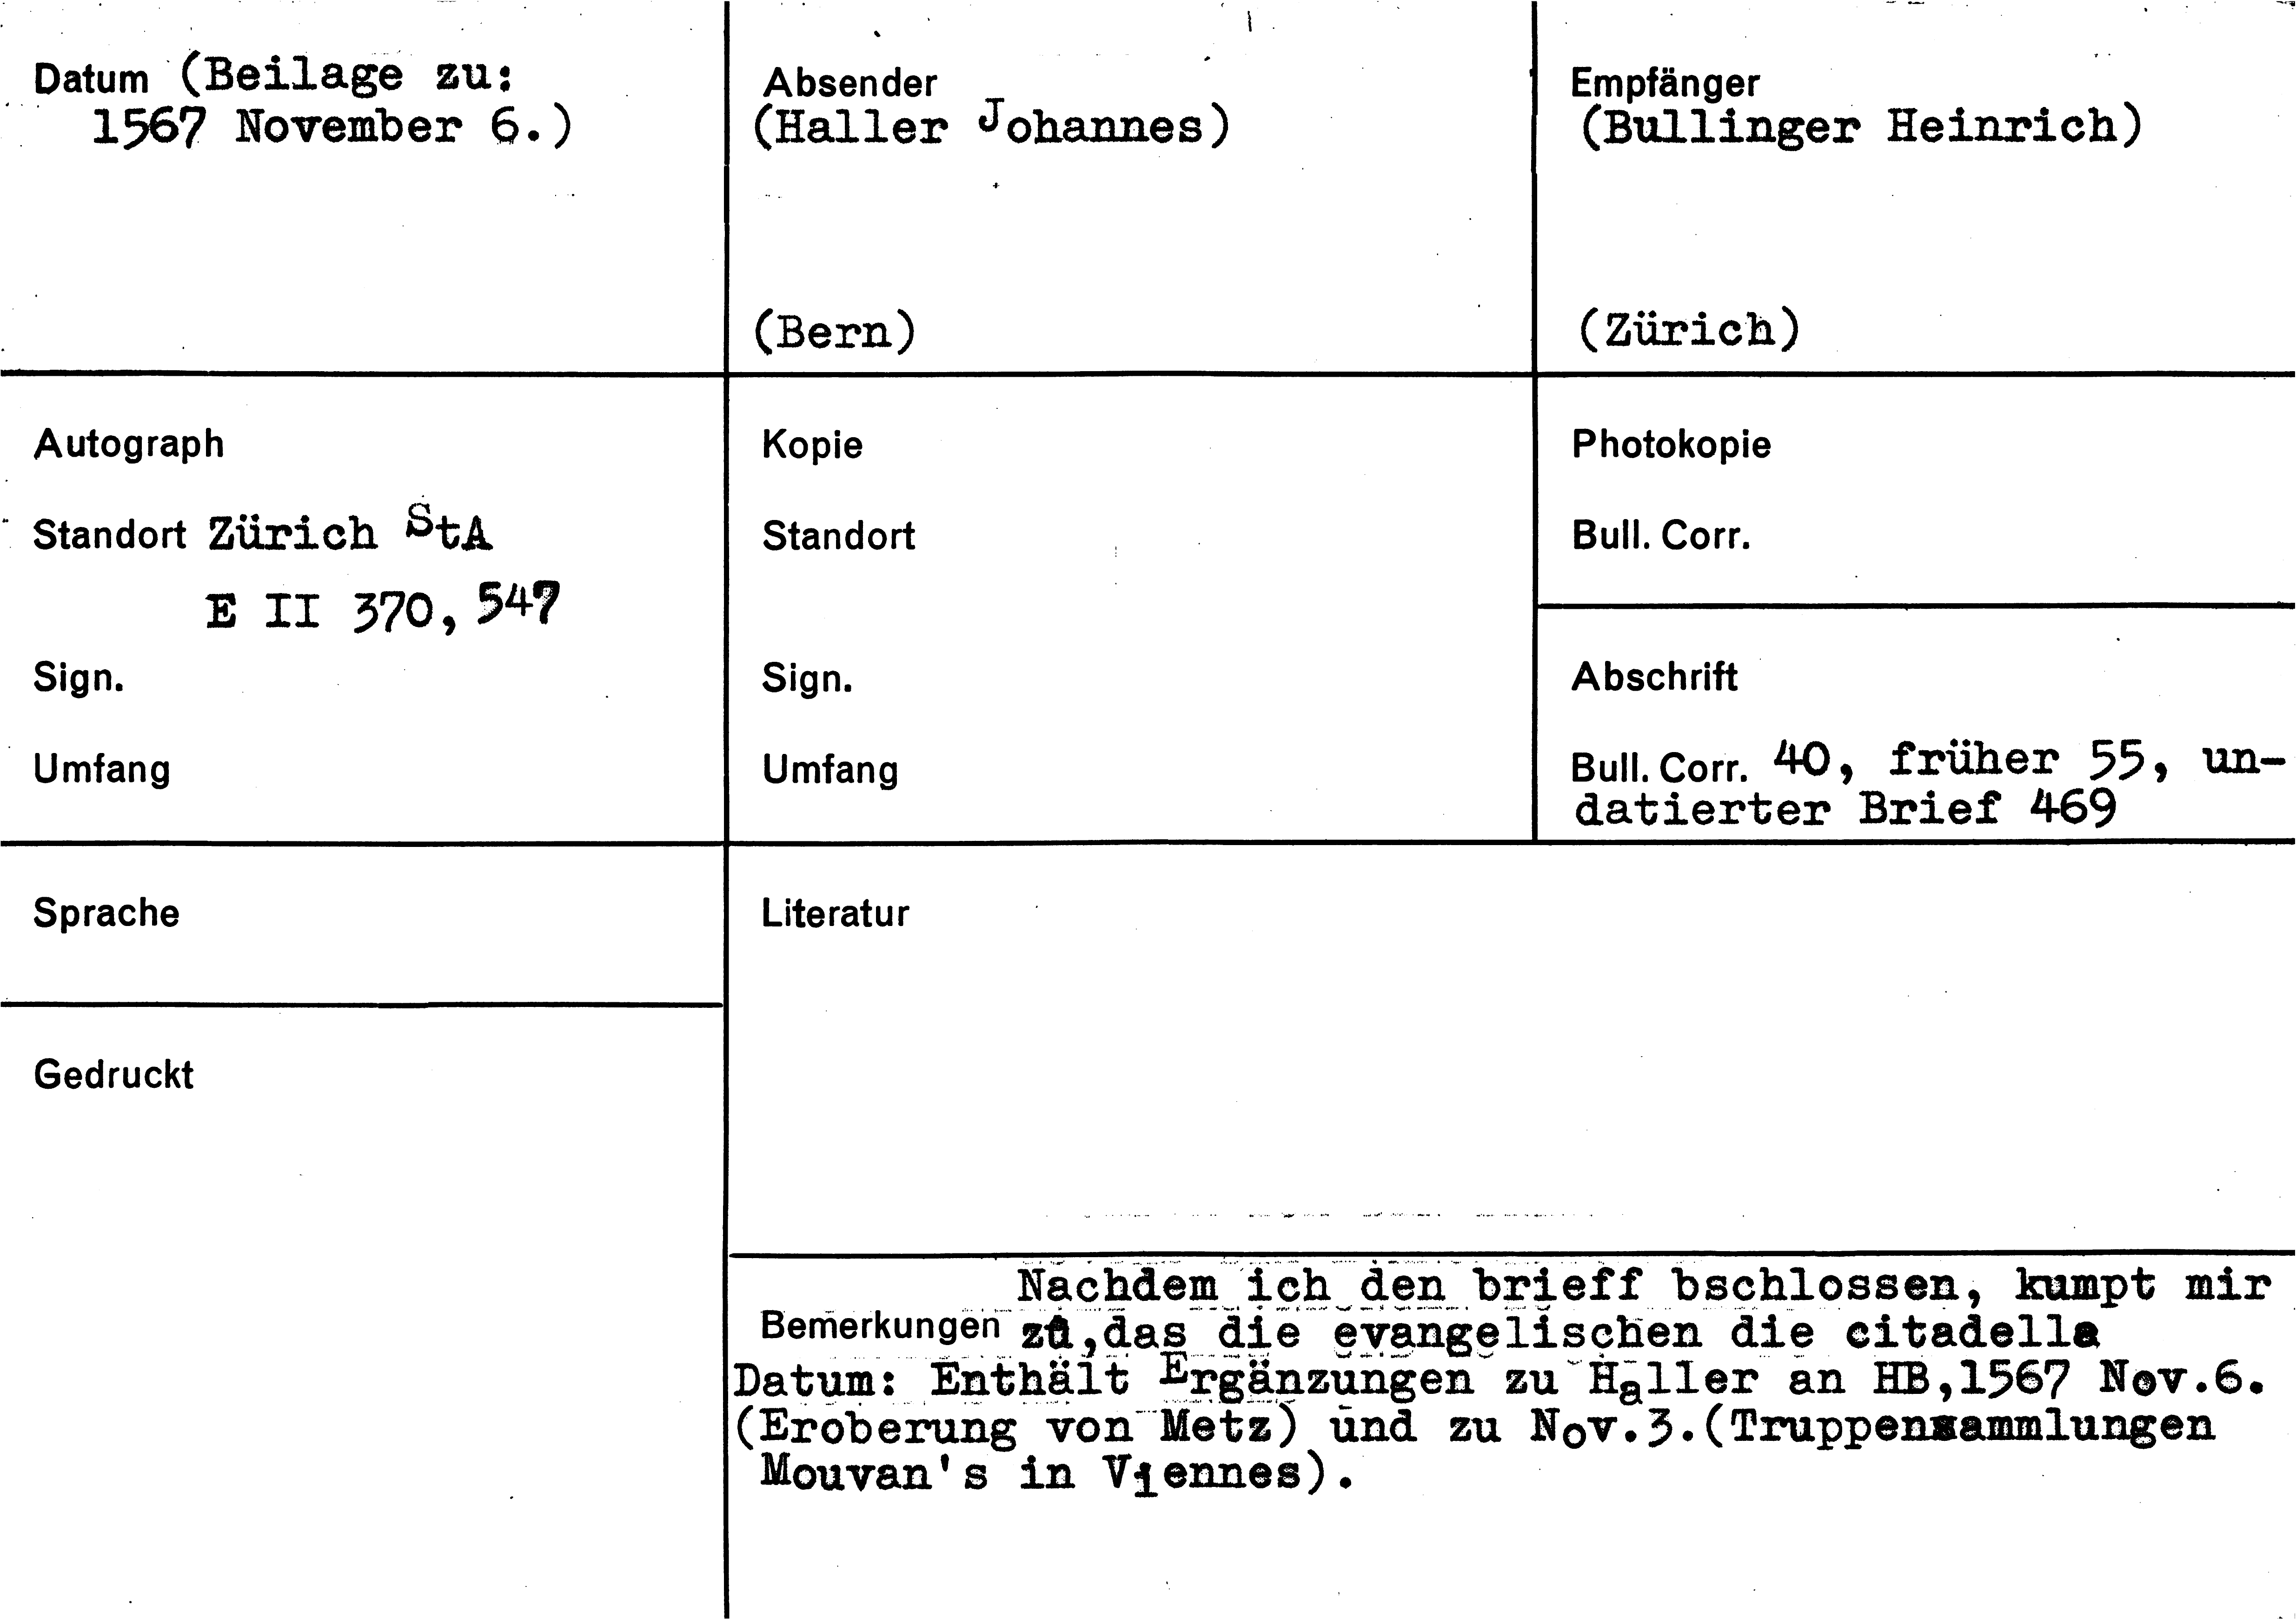 Datum (Beilage zu:
1567 November 6.)
Absender
(Haller Johannes)
(Bern)
Empfänger
(Bullinger Heinrich)
(Zürich)
Autograph
Standort Zürich StA
E II 370, 547
Sign.
Umfang
Kopie
Standort
Sign.
Umfang
Photokopie
Bull. Corr.
Abschrift
Bull. Corr. 40, früher 55, un-
datierter Brief 469
Sprache
Literatur
Gedruckt
Nachdem ich den brieff bschlossen, kumpt mir
Bemerkungen zů,das die evangelischen die citadella
Datum: Enthält Ergänzungen zu Haller an HB,1567 Nov.6.
(Eroberung von Metz) und zu Nov.3.(Truppensammlungen
Mouvan's in Viennes).